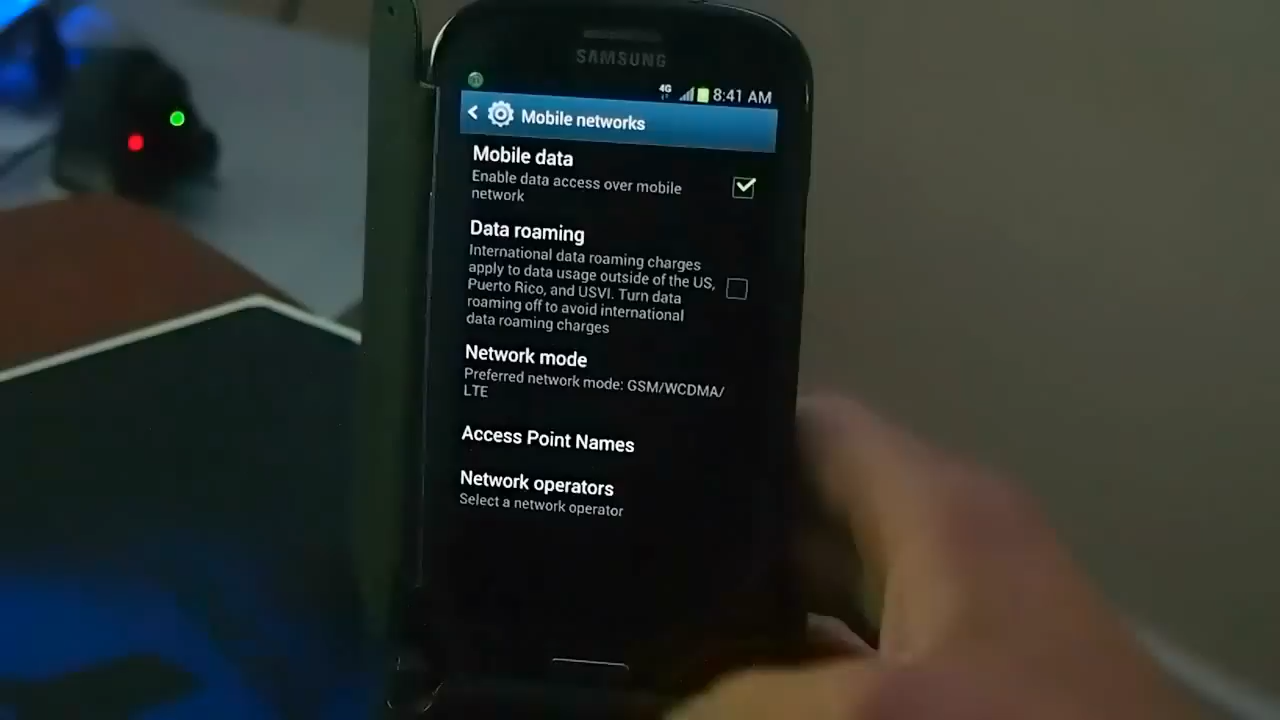 SAMSUNG
4G 8:41 AM
Mobile networks
Mobile data
Enable data access over mobile
network
Data roaming
International data roaming charges
apply to data usage outside of the US,
Puerto Rico, and USVI. Turn data
roaming off to avoid international
data roaming charges
Network mode
Preferred network mode: GSM/WCDMA/
LTE
Access Point Names
Network operators
Select a network operator